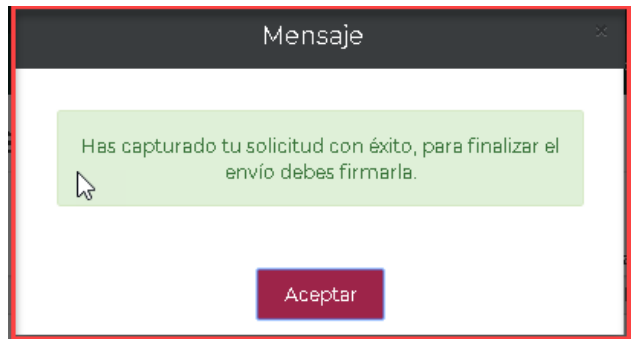 Mensaje
Has capturado tu solicitud con éxito, para finalizar el
envío debes firmarla.
Aceptar